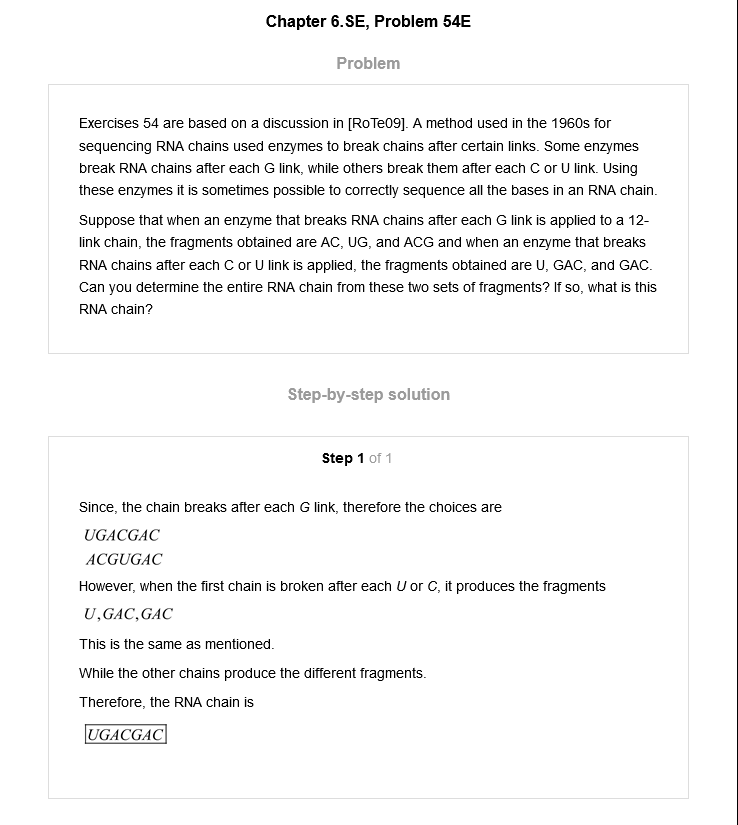 Chapter 6.SE, Problem 54E
Problem
Exercises 54 are based on a discussion in [RoTe09]. A method used in the 1960s for
sequencing RNA chains used enzymes to break chains after certain links. Some enzymes
break RNA chains after each G link, while others break them after each C or U link. Using
these enzymes it is sometimes possible to correctly sequence all the bases in an RNA chain.
Suppose that when an enzyme that breaks RNA chains after each G link is applied to a 12-
link chain, the fragments obtained are AC, UG, and ACG and when an enzyme that breaks
RNA chains after each C or U link is applied, the fragments obtained are U, GAC, and GAC.
Can you determine the entire RNA chain from these two sets of fragments? If so, what is this
RNA chain?
Step-by-step solution
Step 1 of 1
Since, the chain breaks after each G link, therefore the choices are
UGACGAC
ACGUGAC
However, when the first chain is broken after each U or C, it produces the fragments
U,GAC,GAC
This is the same as mentioned.
While the other chains produce the different fragments.
Therefore, the RNA chain is
UGACGAC